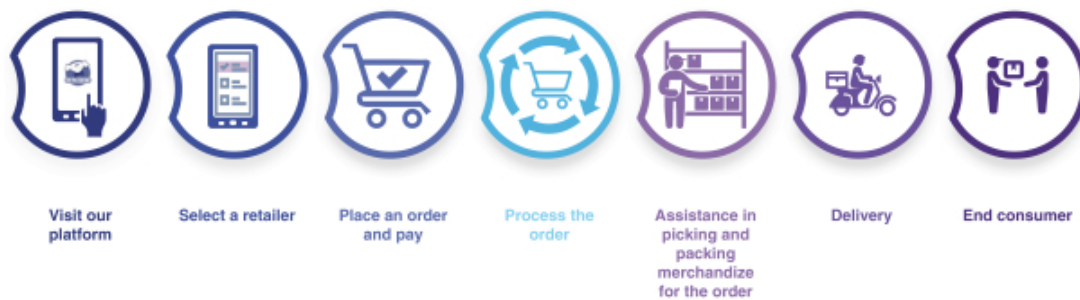 Visit our
platform
Select a retailer
Place an order
and pay
Process the
order
Assistance in
picking and
packing
merchandize
for the order
Delivery
End consumer